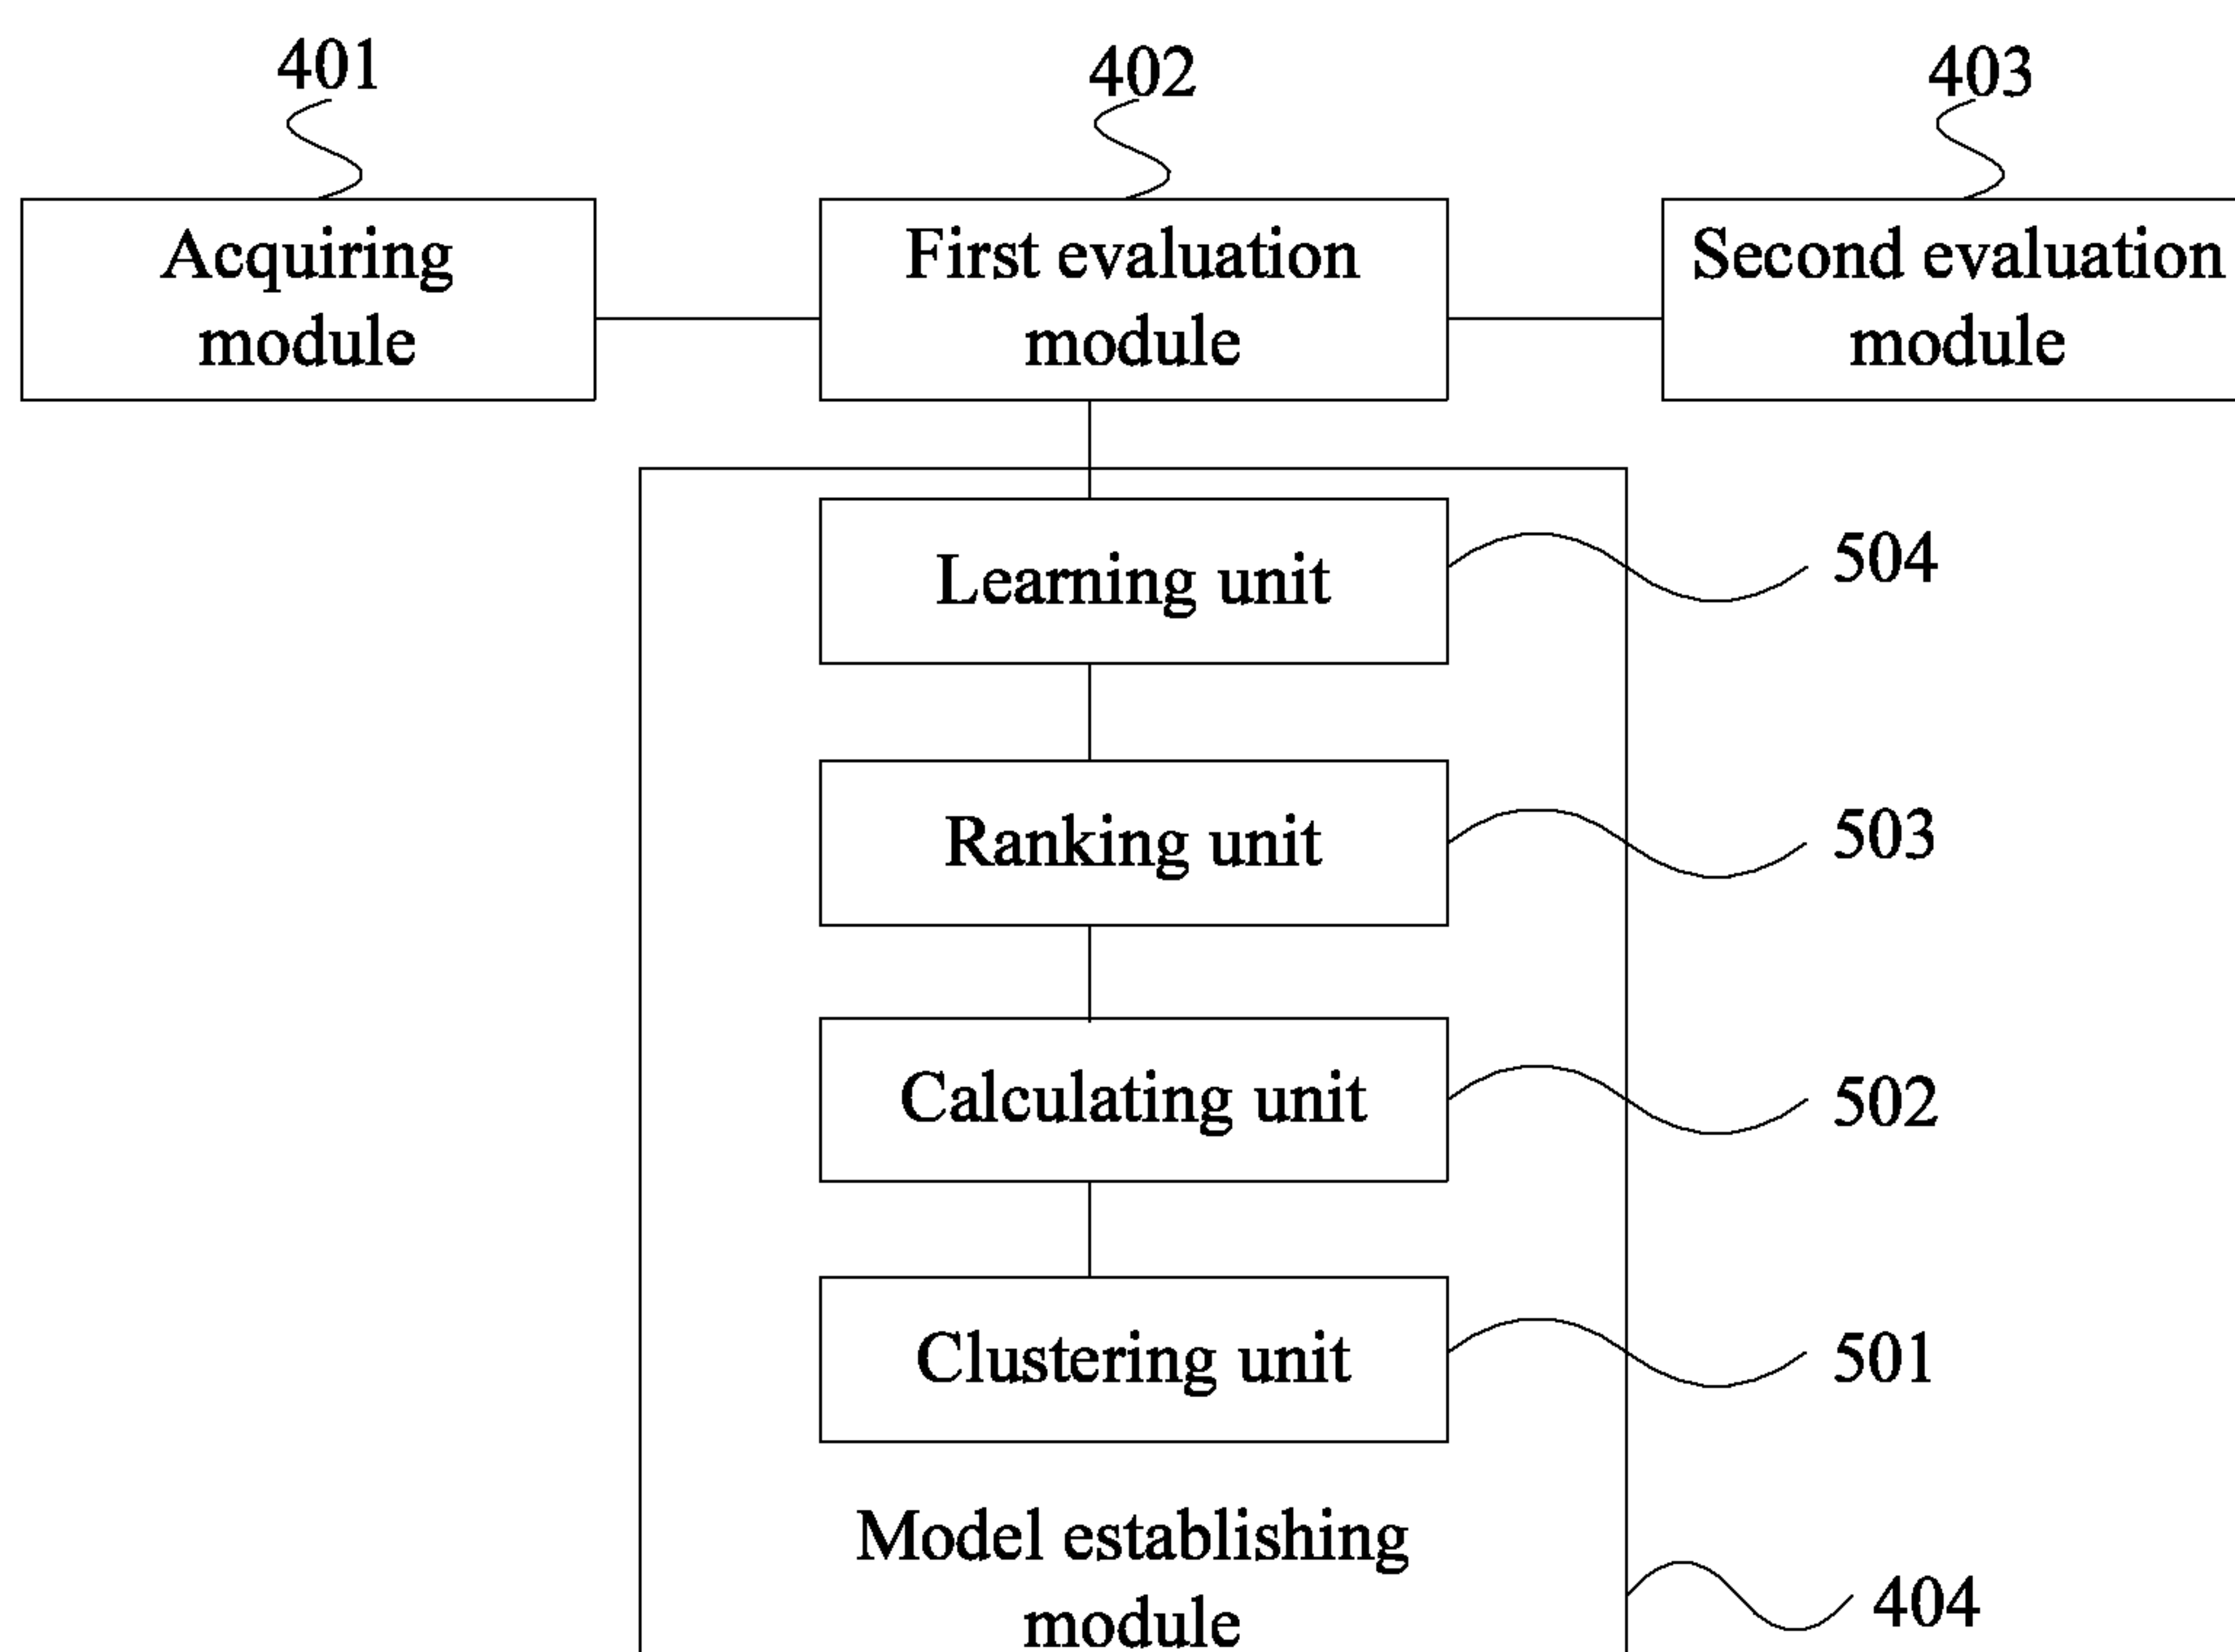 401
402
403
Acquiring
module
First evaluation
module
Second evaluation
module
Learning unit
504
Ranking unit
503
Calculating unit
502
Clustering unit
501
Model establishing
module
404